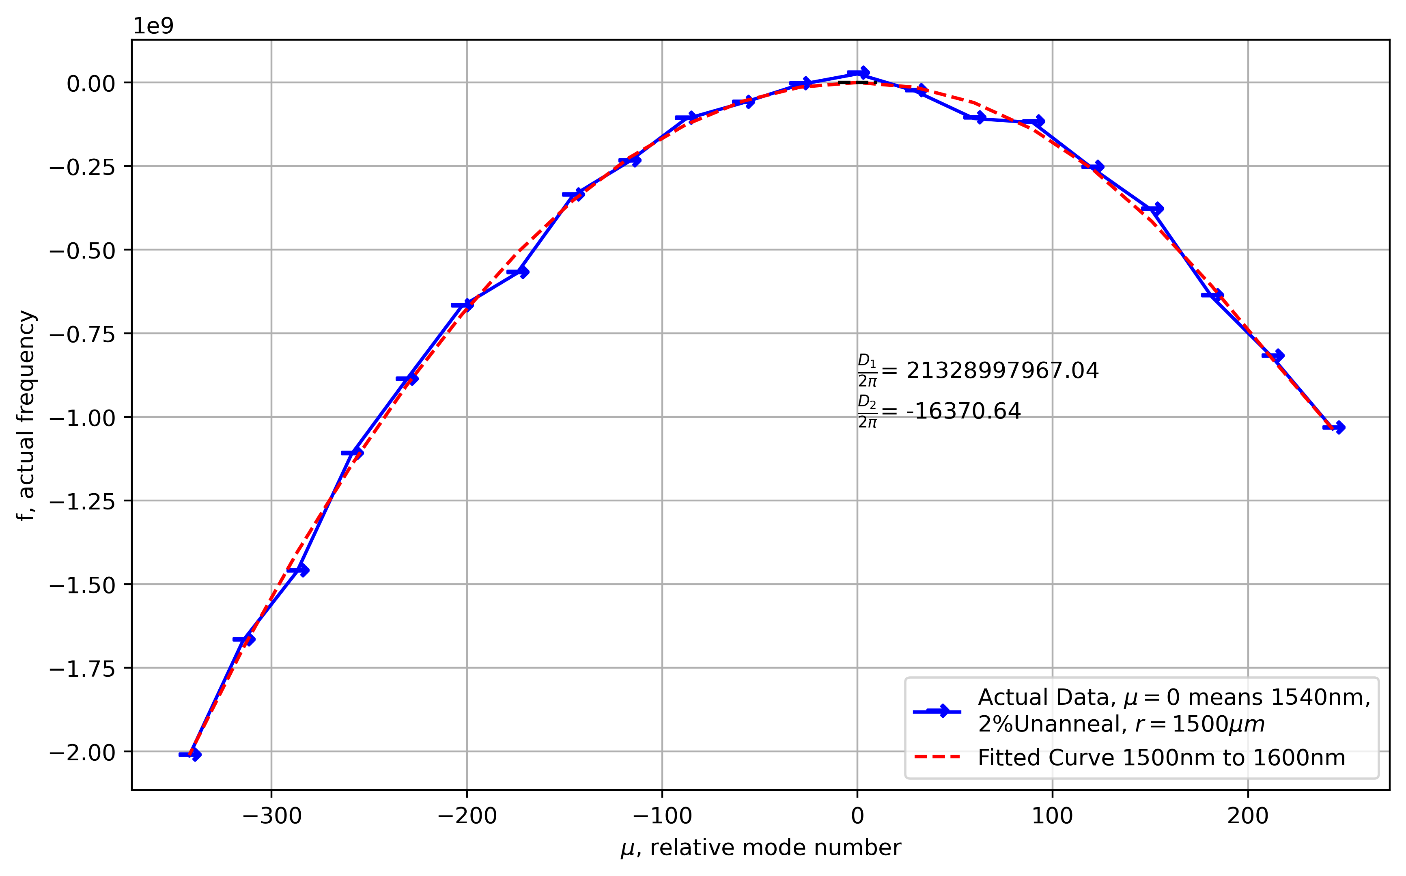 1e9
0.00
−0.25
−0.50
−0.75
−1.00
−1.25
−1.50
−1.75
−2.00
f, actual frequency
D₁/2π = 21328997967.04
D₂/2π = -16370.64
Actual Data, μ = 0 means 1540nm,
2%Unanneal, r = 1500μm
Fitted Curve 1500nm to 1600nm
−300
−200
−100
0
100
200
μ, relative mode number